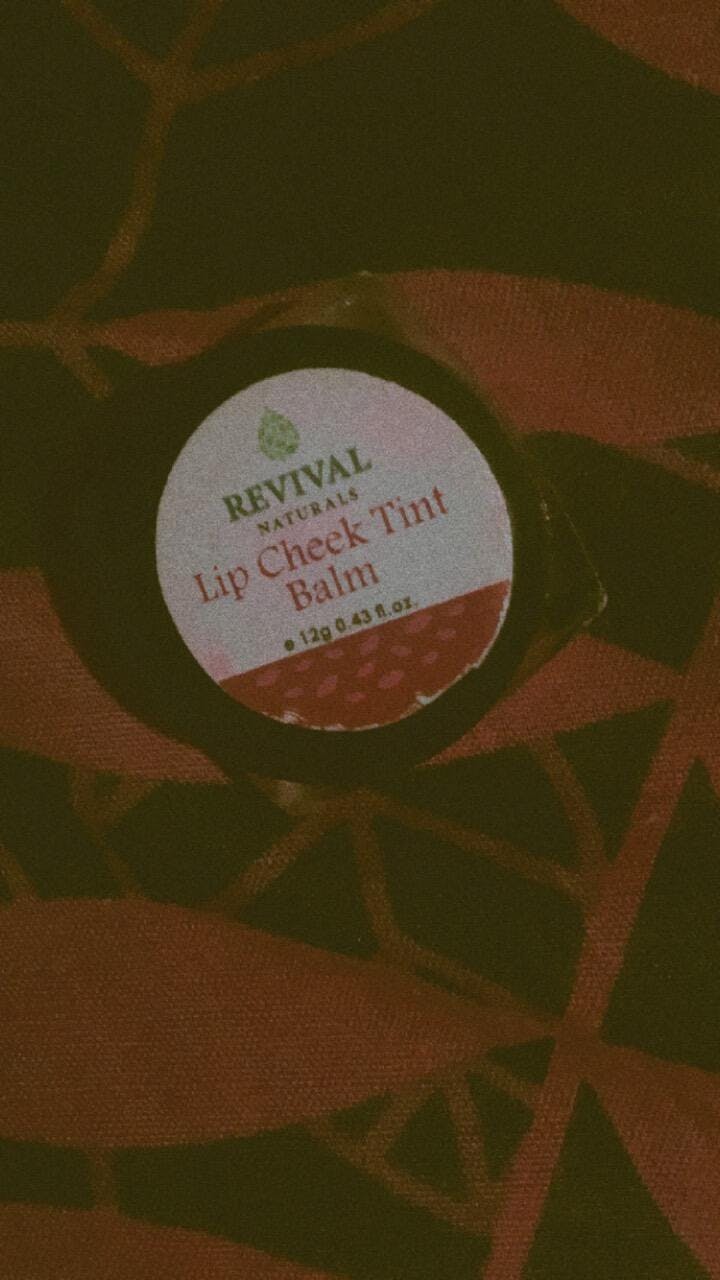 REVIVAL
NATURALS
Lip Cheek Tint
Balm
e 12g 0.43 fl.oz.